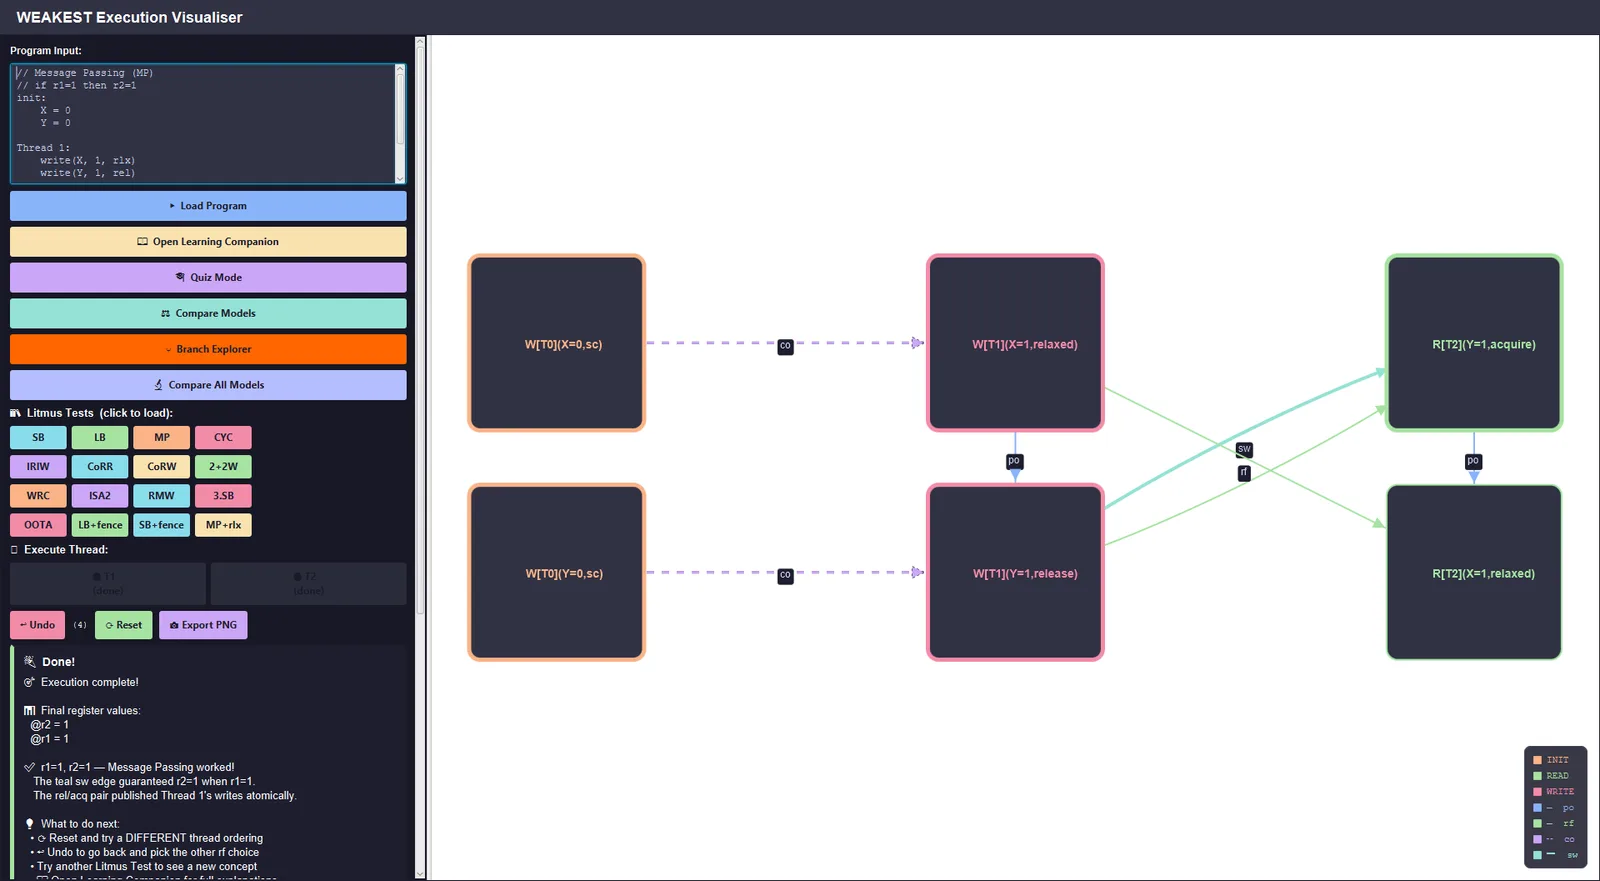 WEAKEST Execution Visualiser
Program Input:
// Message Passing (MP)
// if r1=1 then r2=1
init:
X = 0
Y = 0
Thread 1:
write(X, 1, rlx)
write(Y, 1, rel)
Load Program
Open Learning Companion
Quiz Mode
Compare Models
Branch Explorer
Compare All Models
Litmus Tests (click to load):
SB LB MP CYC
IRIW CoRR CoRW 2+2W
WRC ISA2 RMW 3.SB
OOTA LB+fence SB+fence MP+rlx
Execute Thread:
T1 T2
(done) (done)
Undo (4) Reset Export PNG
Done!
Execution complete!
Final register values:
@r2 = 1
@r1 = 1
r1=1, r2=1 — Message Passing worked!
The teal sw edge guaranteed r2=1 when r1=1.
The rel/acq pair published Thread 1's writes atomically.
What to do next:
• Reset and try a DIFFERENT thread ordering
• Undo to go back and pick the other rf choice
• Try another Litmus Test to see a new concept
W[T0](X=0,sc)
co
W[T1](X=1,relaxed)
R[T2](Y=1,acquire)
po
sw
rf
po
W[T0](Y=0,sc)
co
W[T1](Y=1,release)
R[T2](X=1,relaxed)
INIT
READ
WRITE
po
rf
co
sw